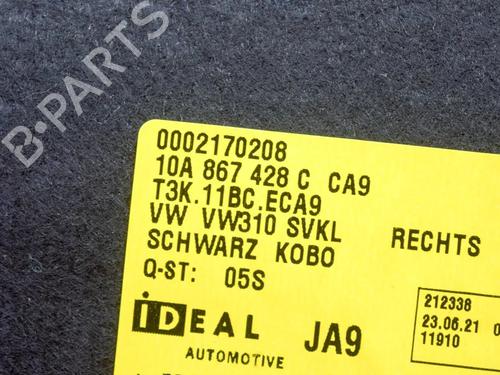 B-PARTS
0002170208
10A 867 428 C CA9
T3K.11BC.ECA9
VW VW310 SVKL RECHTS
SCHWARZ KOBO
Q-ST: 05S
iDEAL JA9
AUTOMOTIVE
212338
23.06.21 0
11910